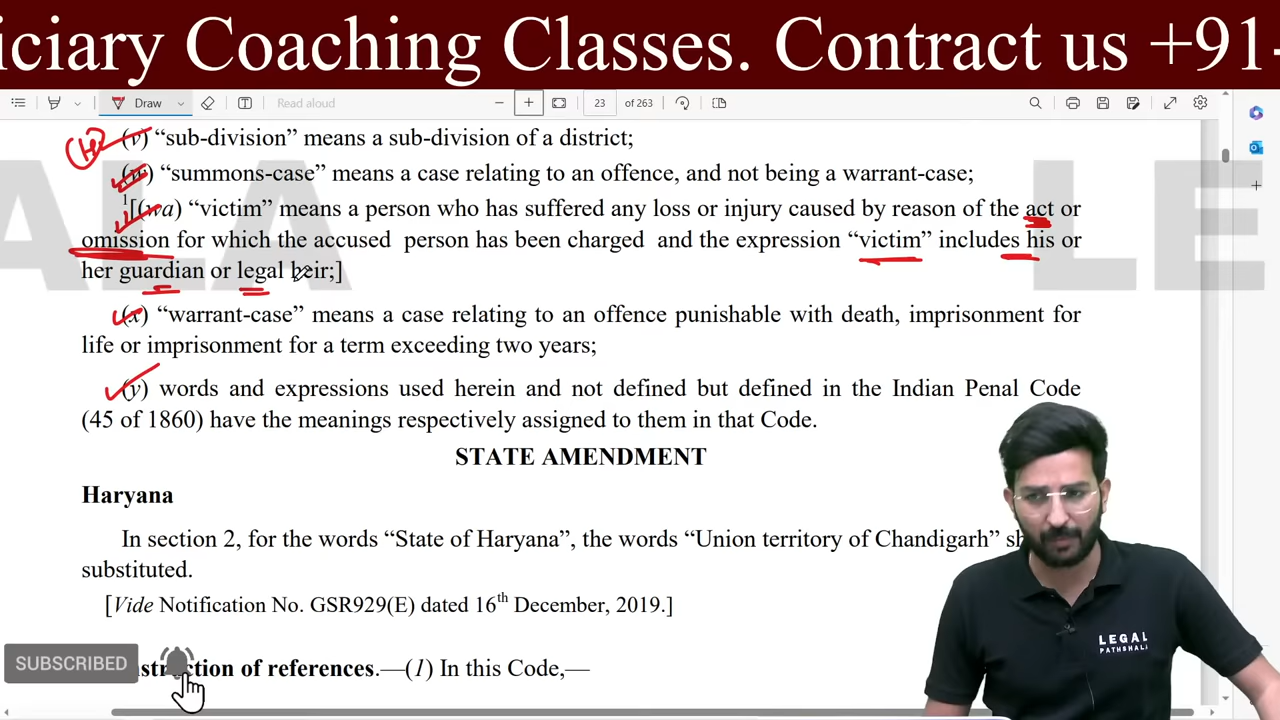 iciary Coaching Classes. Contract us +91-
Draw
Read aloud
23 of 263
(v) “sub-division” means a sub-division of a district;
(w) “summons-case” means a case relating to an offence, and not being a warrant-case;
1[(wa) “victim” means a person who has suffered any loss or injury caused by reason of the act or
omission for which the accused person has been charged and the expression “victim” includes his or
her guardian or legal heir;]
(x) “warrant-case” means a case relating to an offence punishable with death, imprisonment for
life or imprisonment for a term exceeding two years;
(y) words and expressions used herein and not defined but defined in the Indian Penal Code
(45 of 1860) have the meanings respectively assigned to them in that Code.
STATE AMENDMENT
Haryana
In section 2, for the words “State of Haryana”, the words “Union territory of Chandigarh” sh
substituted.
[Vide Notification No. GSR929(E) dated 16th December, 2019.]
LEGAL
PATHSHALA
SUBSCRIBED
of references.—(1) In this Code,—
ALA
LE